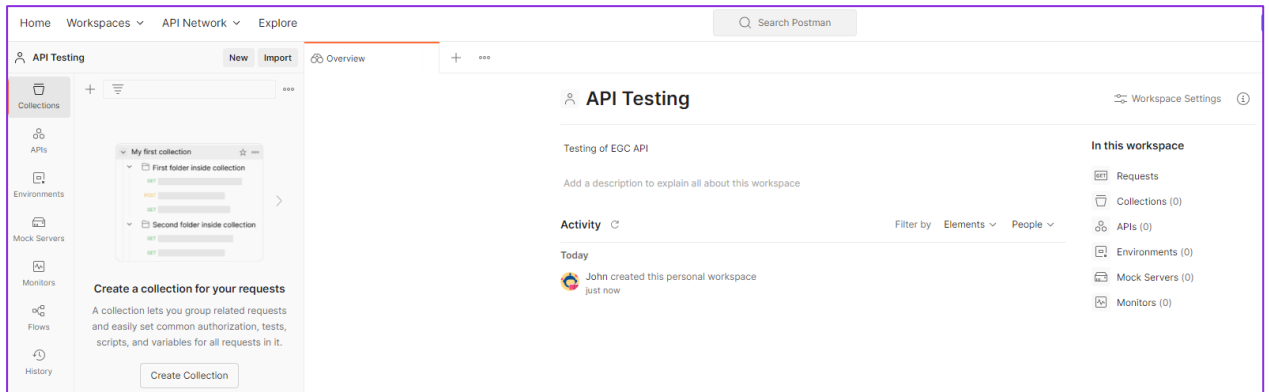 Home Workspaces API Network Explore
Search Postman
API Testing New Import
Overview
Collections
APIs
Environments
Mock Servers
Monitors
Flows
History
My first collection
First folder inside collection
GET
POST
GET
Second folder inside collection
GET
GET
Create a collection for your requests
A collection lets you group related requests
and easily set common authorization, tests,
scripts, and variables for all requests in it.
Create Collection
API Testing
Workspace Settings
Testing of EGC API
Add a description to explain all about this workspace
Activity
Filter by Elements People
Today
John created this personal workspace
just now
In this workspace
GET Requests
Collections (0)
APIs (0)
Environments (0)
Mock Servers (0)
Monitors (0)